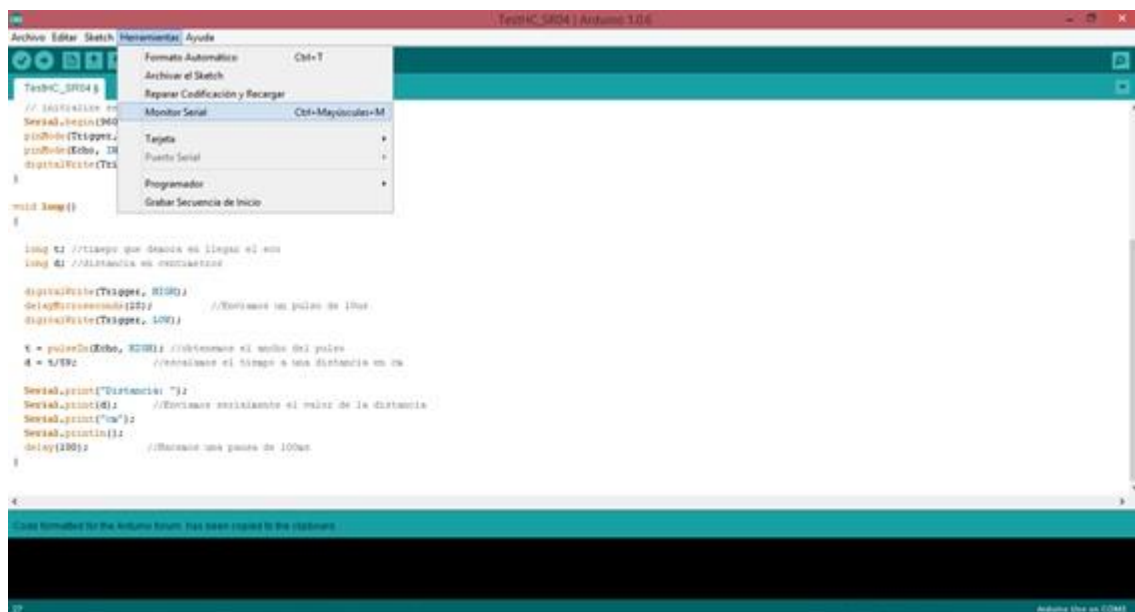 TestHC_SR04 | Arduino 1.0.6
Archivo Editar Sketch Herramientas Ayuda
Formato Automático Ctrl+T
Archivar el Sketch
Reparar Codificación y Recargar
Monitor Serial Ctrl+Mayúsculas+M
Tarjeta
Puerto Serial
Programador
Grabar Secuencia de Inicio
TestHC_SR04 §
// initialize
Serial.begin(960
pinMode(Trigger,
pinMode(Echo, IN
digitalWrite(Tri
}
void loop()
{
long t; //tiempo que demora en llegar el eco
long d; //distancia en centimetros
digitalWrite(Trigger, HIGH);
delayMicroseconds(10); //Enviamos un pulso de 10us
digitalWrite(Trigger, LOW);
t = pulseIn(Echo, HIGH); //obtenemos el ancho del pulso
d = t/59; //escalamos el tiempo a una distancia en cm
Serial.print("Distancia: ");
Serial.print(d); //Enviamos serialmente el valor de la distancia
Serial.print("cm");
Serial.println();
delay(100); //Hacemos una pausa de 100ms
}
Code formatted for the Arduino forum has been copied to the clipboard.
Arduino Uno on COM3